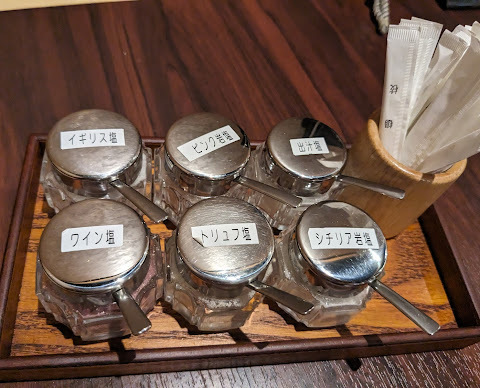 イギリス塩
ピンク岩塩
出汁塩
ワイン塩
トリュフ塩
シチリア岩塩